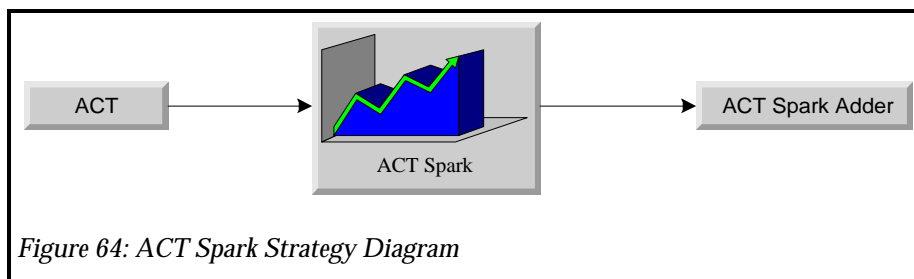 ACT
ACT Spark
ACT Spark Adder
Figure 64: ACT Spark Strategy Diagram